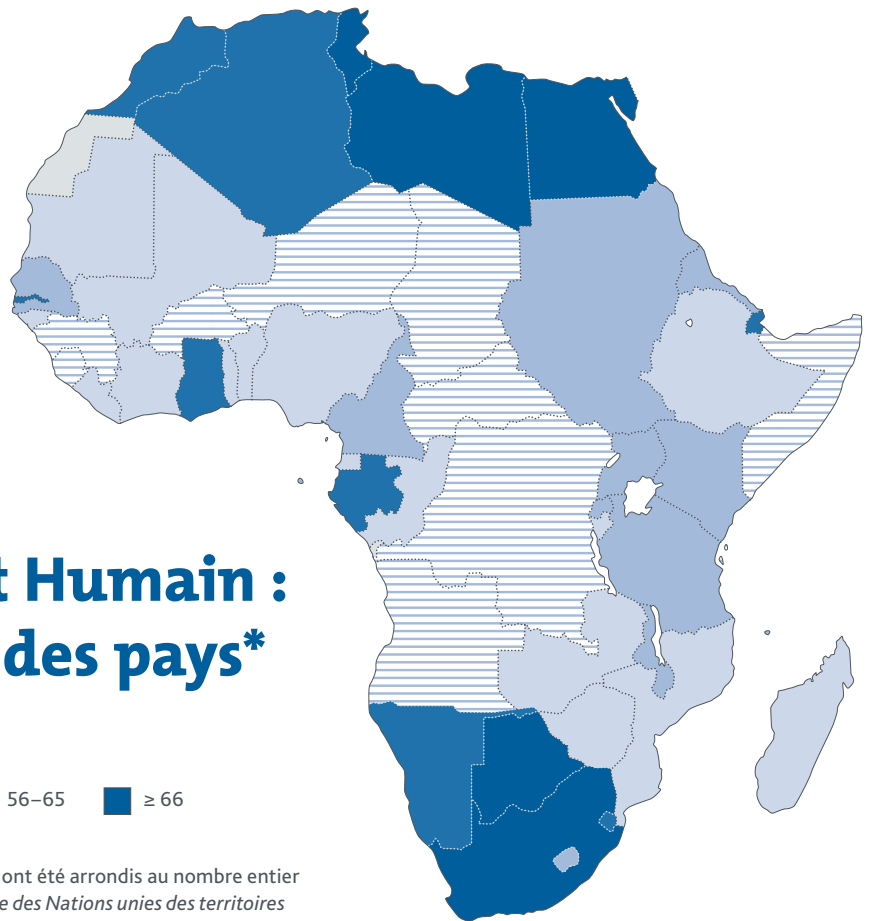 t Humain :
des pays*
56–65 ≥ 66
ont été arrondis au nombre entier
e des Nations unies des territoires